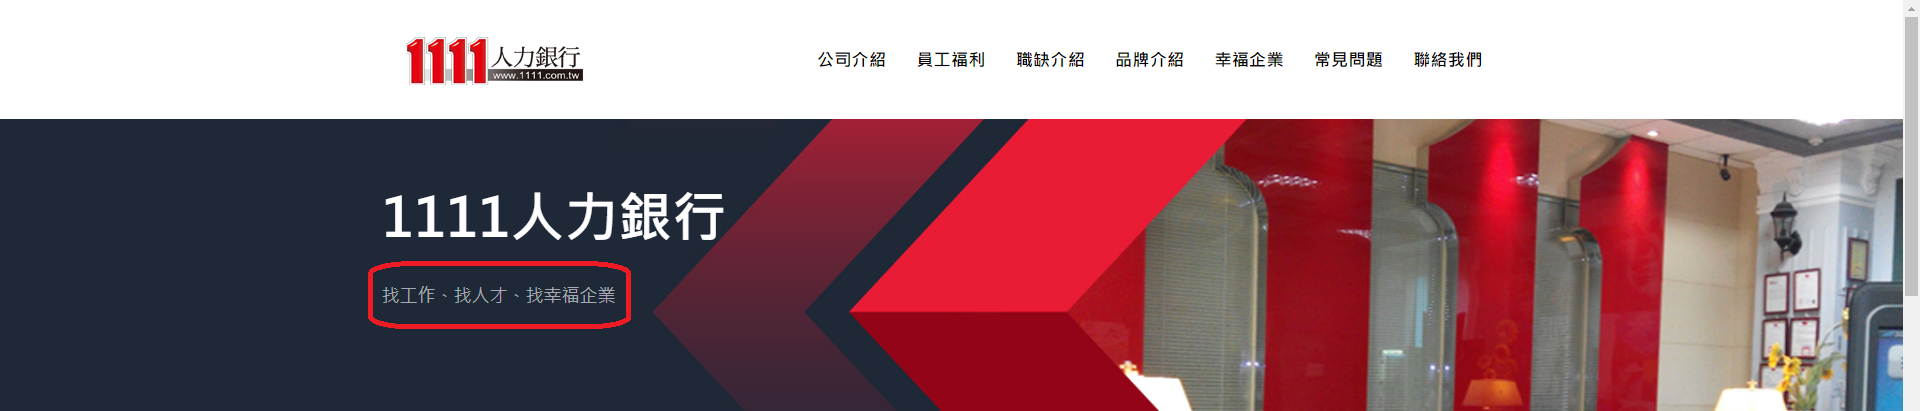 1111人力銀行
www.1111.com.tw
公司介紹 員工福利 職缺介紹 品牌介紹 幸福企業 常見問題 聯絡我們
1111人力銀行
找工作、找人才、找幸福企業